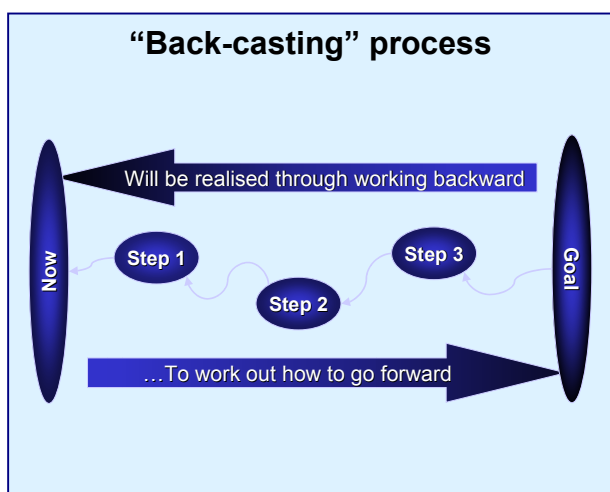 “Back-casting” process
Will be realised through working backward
Now
Step 1
Step 2
Step 3
Goal
…To work out how to go forward